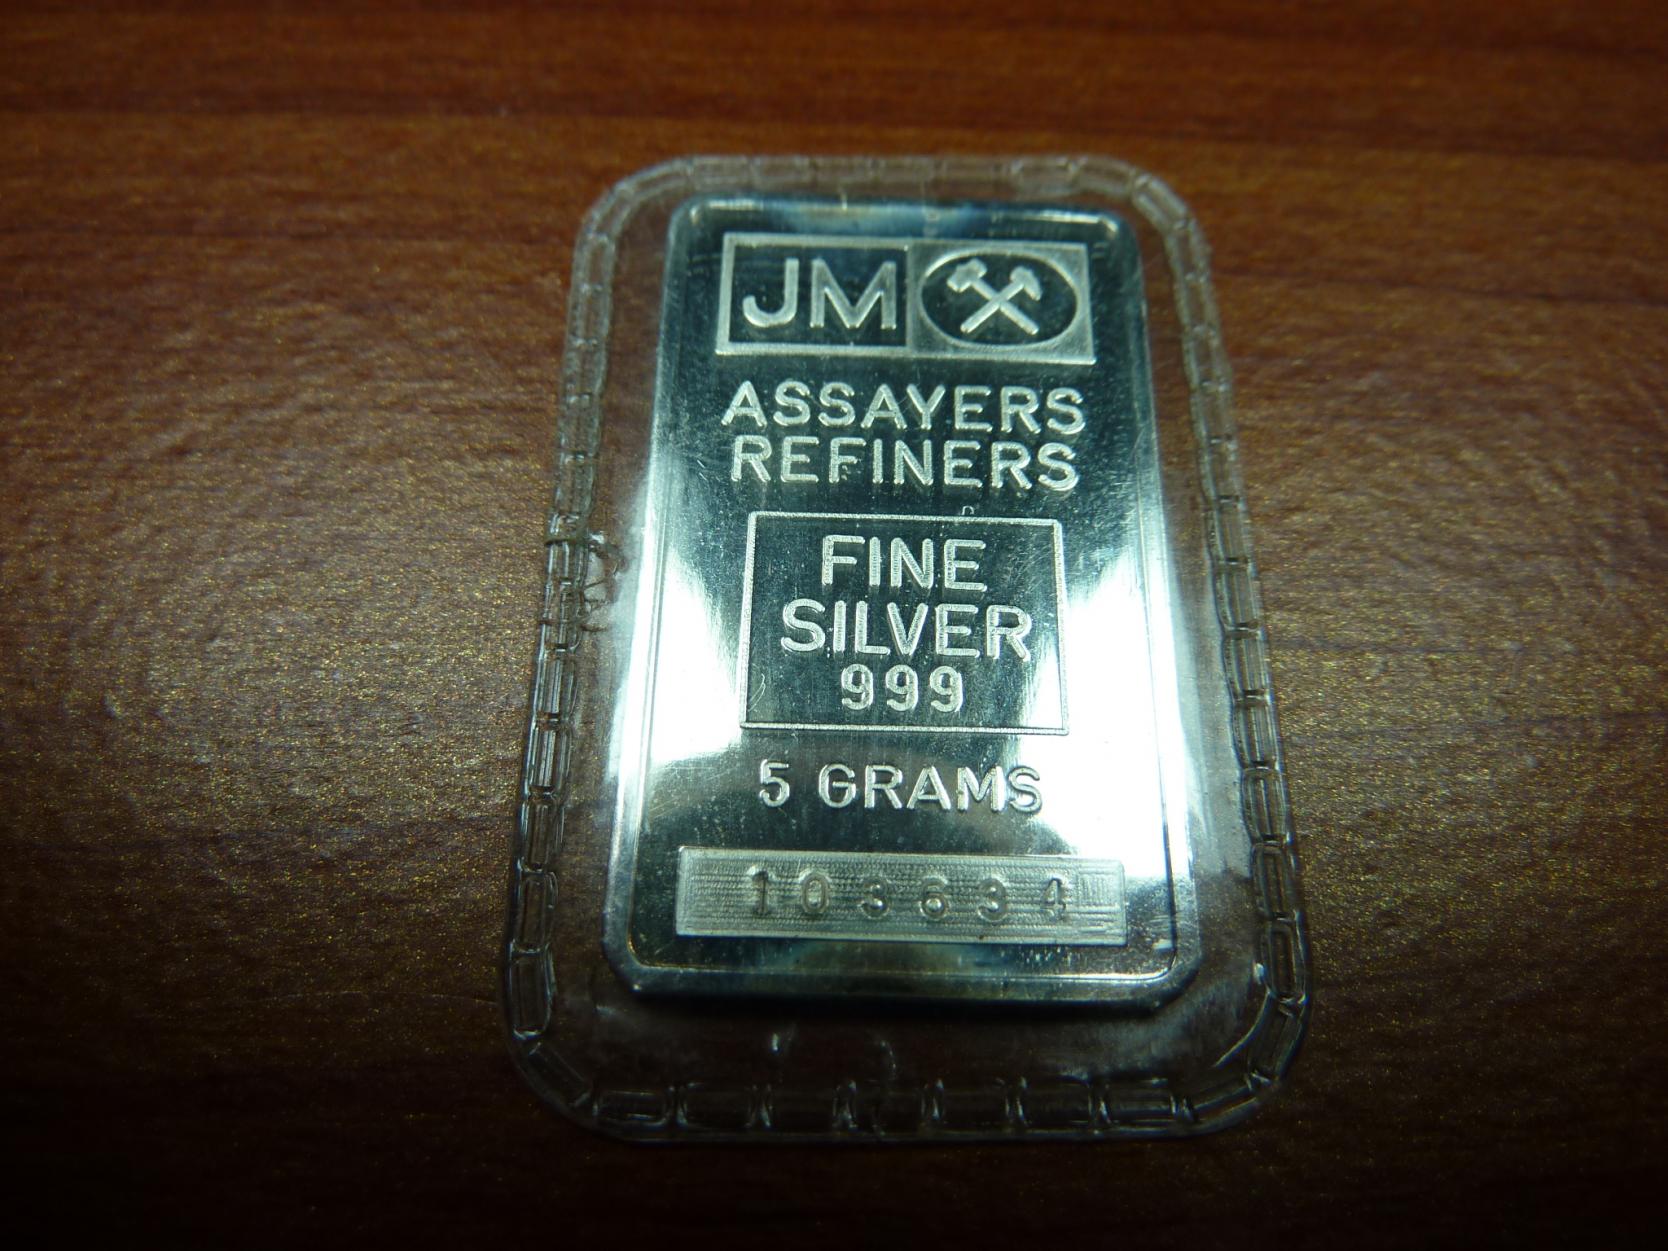 JM
ASSAYERS
REFINERS
FINE
SILVER
999
5 GRAMS
103634